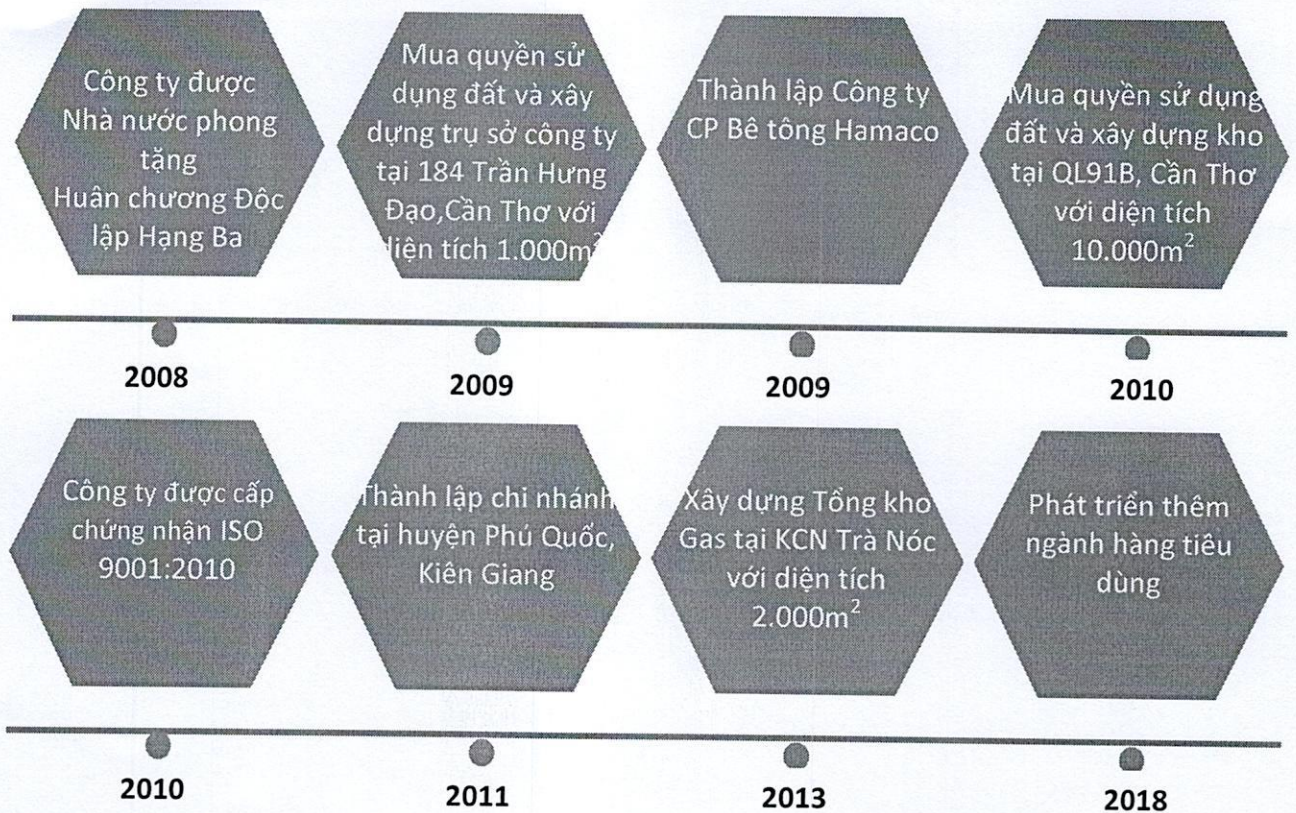 Công ty được
Nhà nước phong
tặng
Huân chương Độc
lập Hạng Ba
Mua quyền sử
dụng đất và xây
dựng trụ sở công ty
tại 184 Trần Hưng
Đạo,Cần Thơ với
diện tích 1.000m²
Thành lập Công ty
CP Bê tông Hamaco
Mua quyền sử dụng
đất và xây dựng kho
tại QL91B, Cần Thơ
với diện tích
10.000m²
2008
2009
2009
2010
Công ty được cấp
chứng nhận ISO
9001:2010
Thành lập chi nhánh
tại huyện Phú Quốc,
Kiên Giang
Xây dựng Tổng kho
Gas tại KCN Trà Nóc
với diện tích
2.000m²
Phát triển thêm
ngành hàng tiêu
dùng
2010
2011
2013
2018